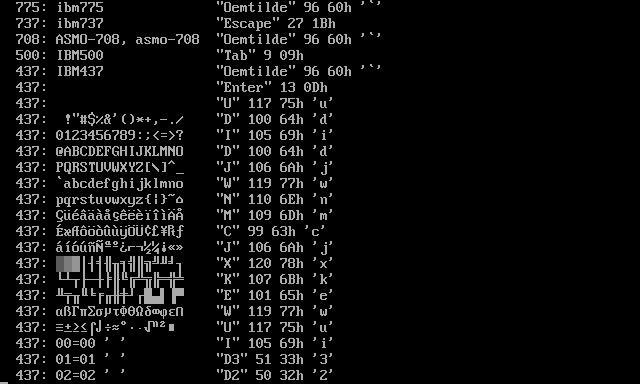 775: ibm775 "Oemtilde" 96 60h '`'
737: ibm737 "Escape" 27 1Bh
708: ASMO-708, asmo-708 "Oemtilde" 96 60h '`'
500: IBM500 "Tab" 9 09h
437: IBM437 "Oemtilde" 96 60h '`'
437: "Enter" 13 0Dh
437: "U" 117 75h 'u'
437: !"#$%&'()*+,-./ "D" 100 64h 'd'
437: 0123456789:;<=>? "I" 105 69h 'i'
437: @ABCDEFGHIJKLMNO "D" 100 64h 'd'
437: PQRSTUVWXYZ[\]^_ "J" 106 6Ah 'j'
437: `abcdefghijklmno "W" 119 77h 'w'
437: pqrstuvwxyz{|}~⌂ "N" 110 6Eh 'n'
437: ÇüéâäàåçêëèïîìÄÅ "M" 109 6Dh 'm'
437: ÉæÆôöòûùÿÖÜ¢£¥₧ƒ "C" 99 63h 'c'
437: áíóúñÑªº¿⌐¬½¼¡«» "J" 106 6Ah 'j'
437: ░▒▓│┤╡╢╖╕╣║╗╝╜╛┐ "X" 120 78h 'x'
437: └┴┬├─┼╞╟╚╔╩╦╠═╬╧ "K" 107 6Bh 'k'
437: ╨╤╥╙╘╒╓╫╪┘┌█▄▌▐▀ "E" 101 65h 'e'
437: αßΓπΣσµτΦΘΩδ∞φε∩ "W" 119 77h 'w'
437: ≡±≥≤⌠⌡÷≈°∙·√ⁿ²■ "U" 117 75h 'u'
437: 00=00 ' ' "I" 105 69h 'i'
437: 01=01 ' ' "D3" 51 33h '3'
437: 02=02 ' ' "D2" 50 32h '2'